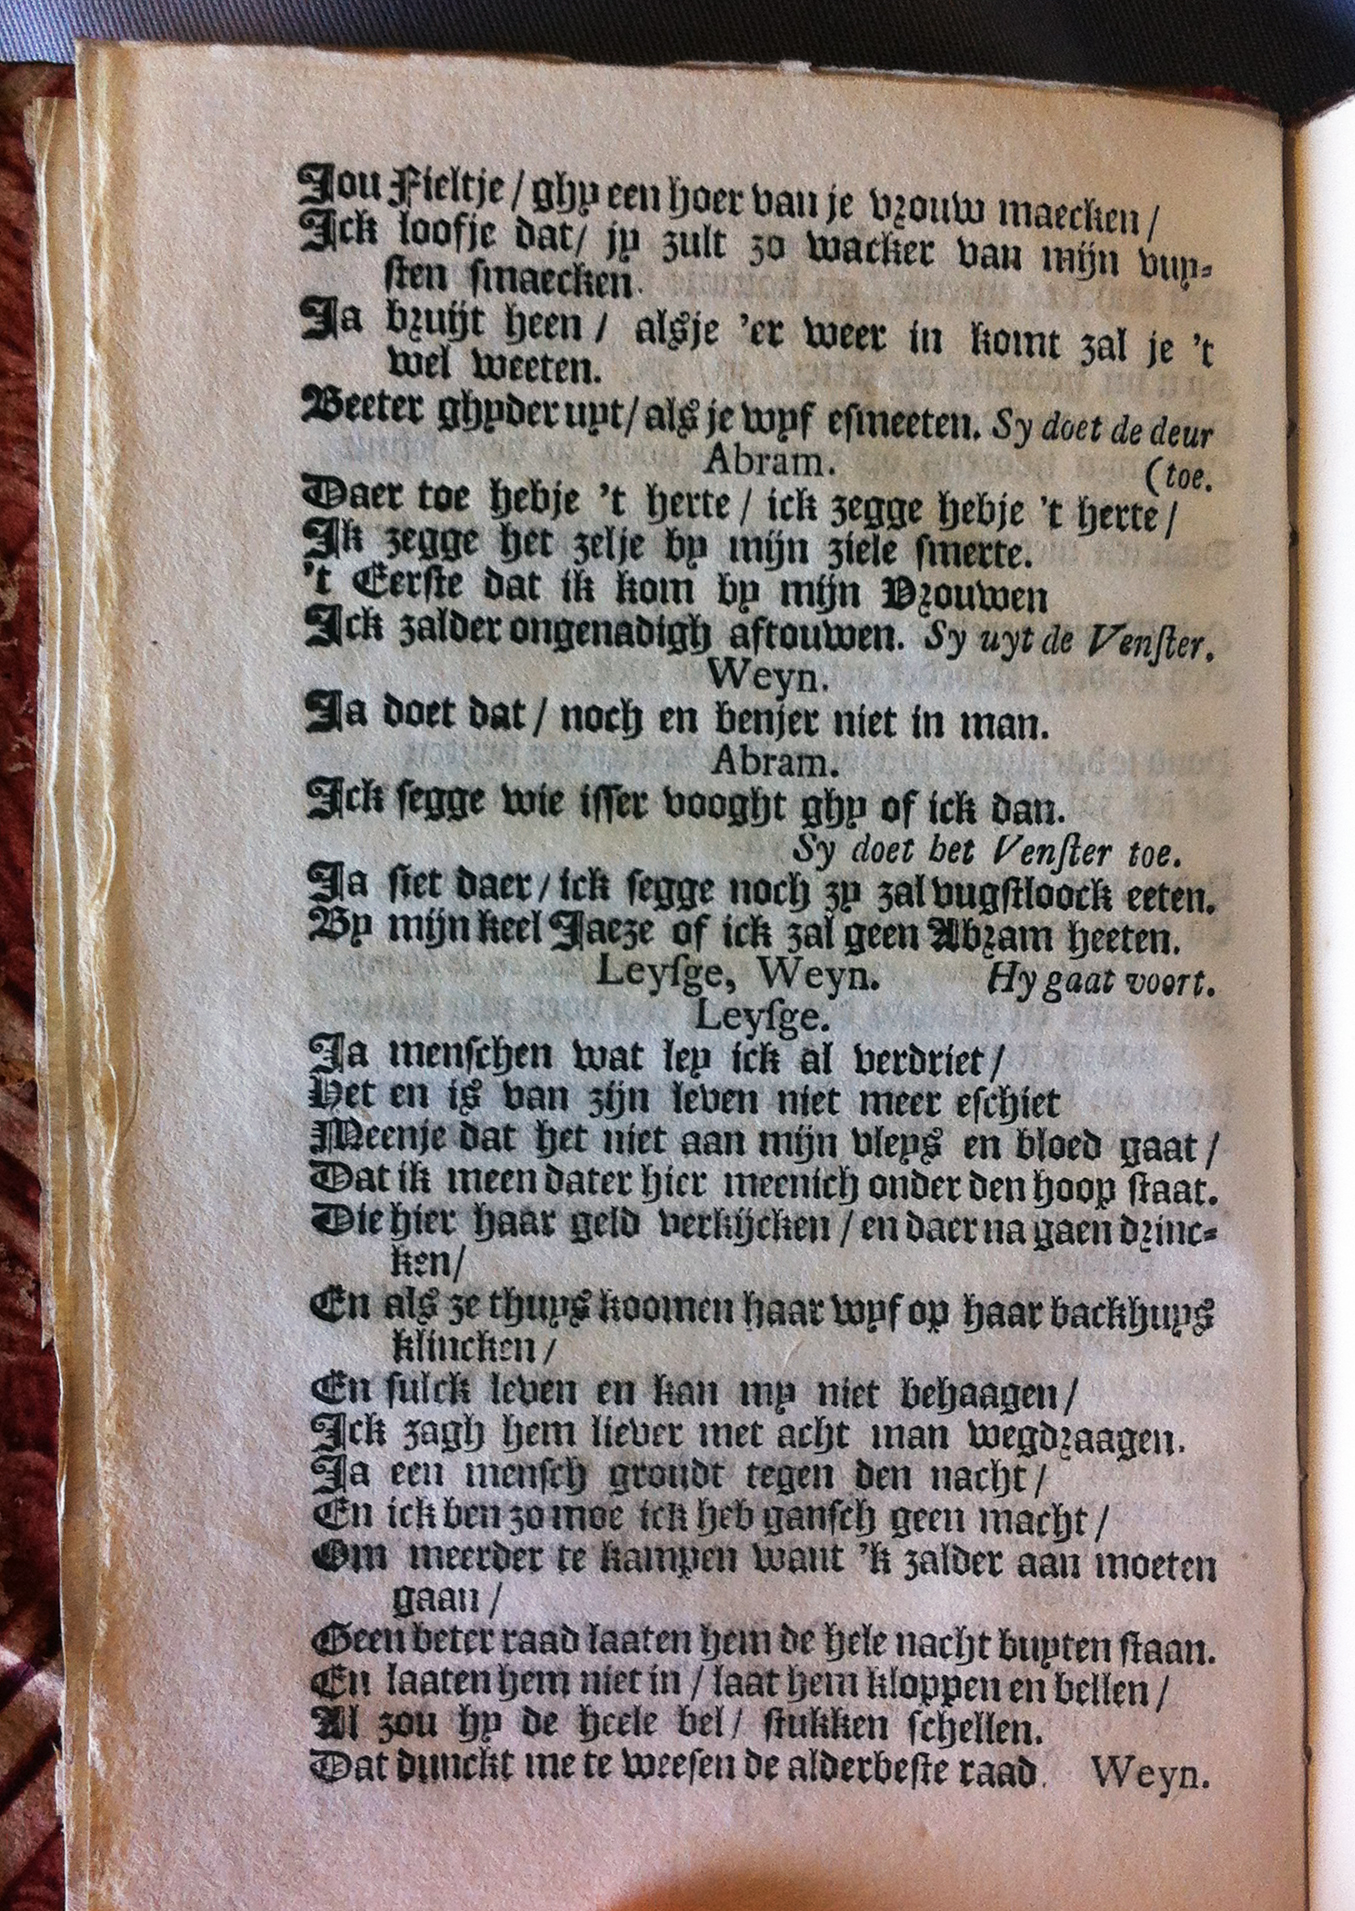 Jou Fieltje / ghy een hoer van je vrouw maecken /
Ick loofje dat / jy zult zo wacker van mijn vuy-
sten smaecken.
Ja bruijt heen / alsje 'er weer in komt zal je 't
wel weeten.
Beeter ghyder uyt / als je wyf esmeeten. Sy doet de deur
Abram. (toe.
Daer toe hebje 't herte / ick zegge hebje 't herte /
Ik zegge het zelje by mijn ziele smerte.
't Eerste dat ik kom by mijn Vrouwen
Ick zalder ongenadigh aftouwen. Sy uyt de Venster.
Weyn.
Ja doet dat / noch en benjer niet in man.
Abram.
Ick segge wie isser vooght ghy of ick dan.
Sy doet het Venster toe.
Ja siet daer / ick segge noch zy zal vugstloock eeten.
By mijn keel Jaeze of ick zal geen Abram heeten.
Leysge, Weyn. Hy gaat voort.
Leysge.
Ja menschen wat ley ick al verdriet /
Het en is van zijn leven niet meer eschiet
Meenje dat het niet aan mijn vleys en bloed gaat /
Dat ik meen dater hier meenich onder den hoop staat.
Die hier haar geld verkijcken / en daer na gaen drinc-
ken /
En als ze thuys koomen haar wyf op haar backhuys
klincken /
En sulck leven en kan my niet behaagen /
Ick zagh hem liever met acht man wegdraagen.
Ja een mensch groudt tegen den nacht /
En ick ben zo moe ick heb gansch geen macht /
Om meerder te kampen want 'k zalder aan moeten
gaan /
Geen beter raad laaten hem de hele nacht buyten staan.
En laaten hem niet in / laat hem kloppen en bellen /
Al zou hy de heele bel / stukken schellen.
Dat dunckt me te weesen de alderbeste raad. Weyn.